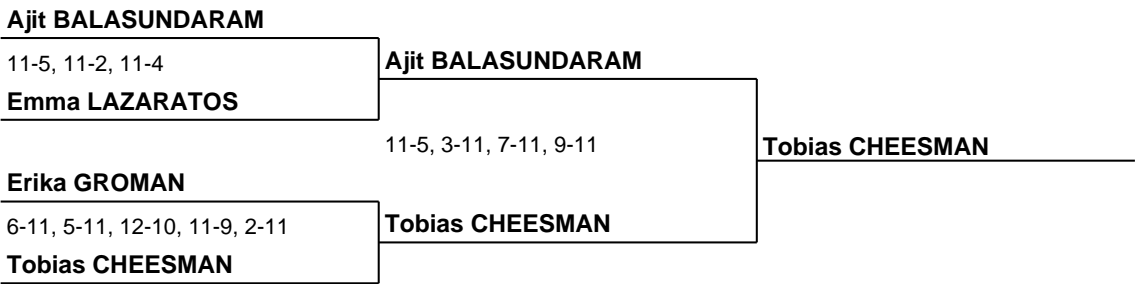 Ajit BALASUNDARAM
11-5, 11-2, 11-4
Emma LAZARATOS
Ajit BALASUNDARAM
11-5, 3-11, 7-11, 9-11
Tobias CHEESMAN
Erika GROMAN
6-11, 5-11, 12-10, 11-9, 2-11
Tobias CHEESMAN
Tobias CHEESMAN